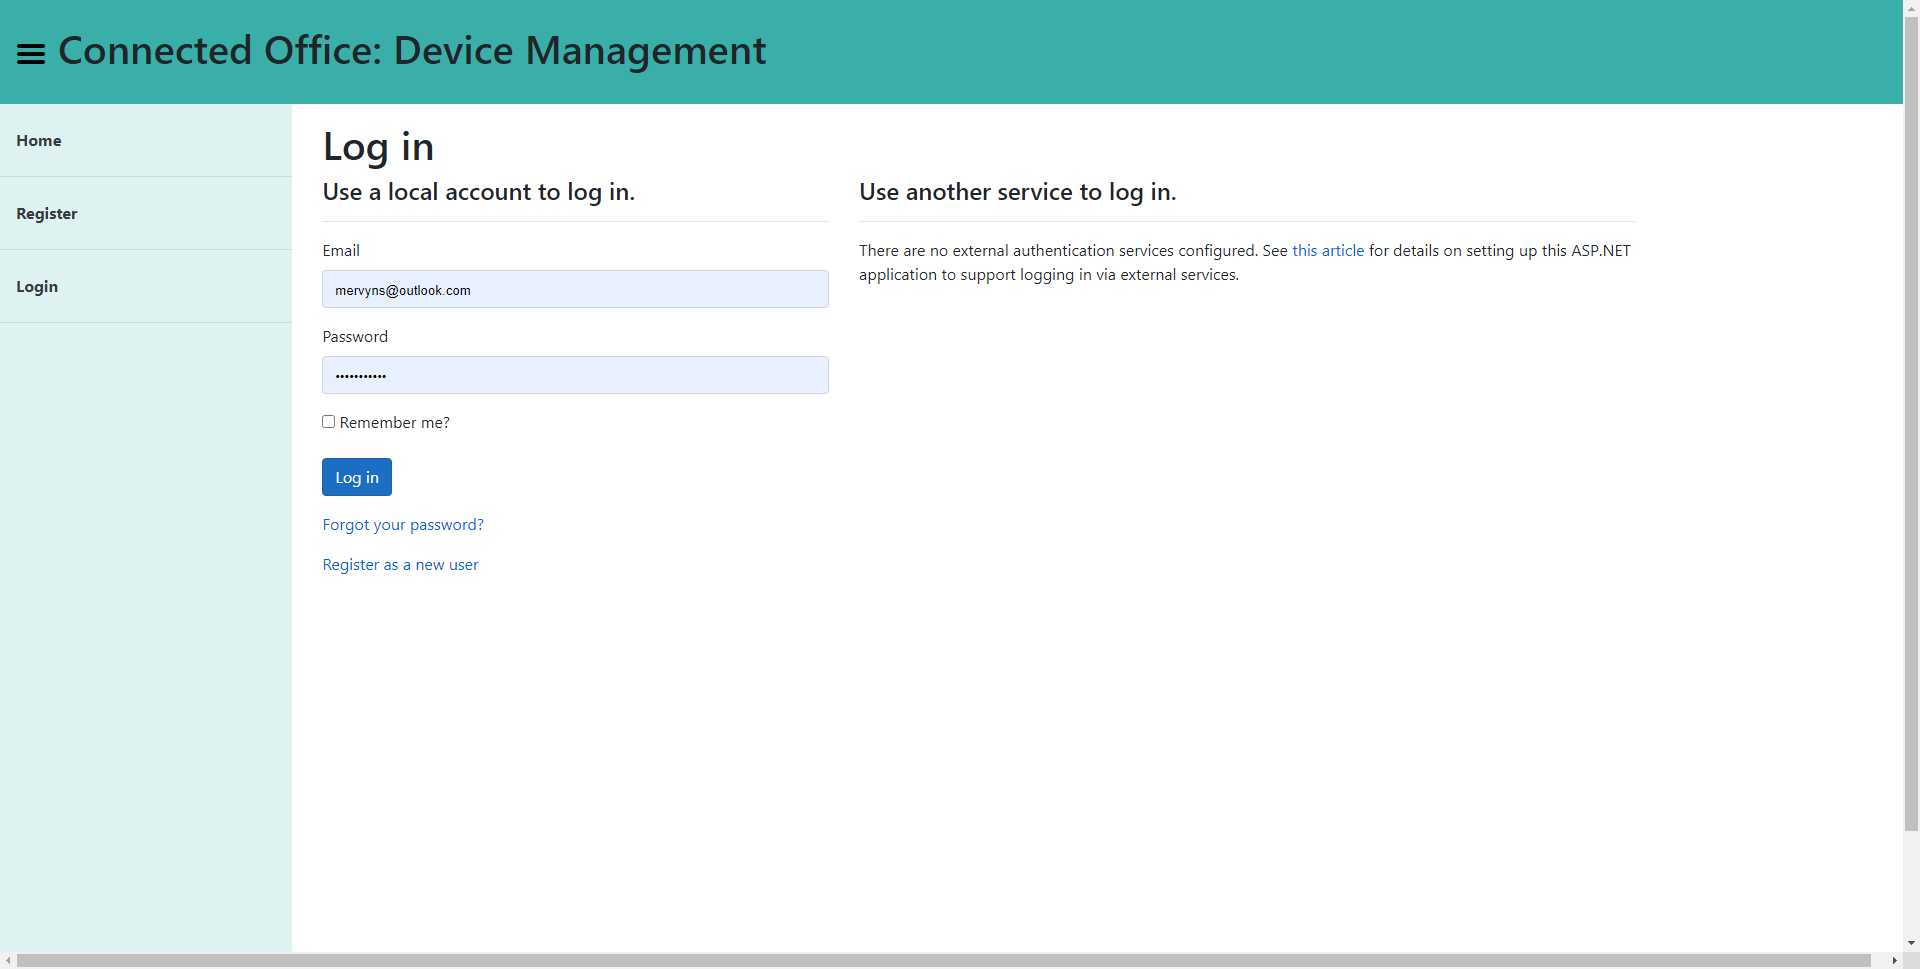 Connected Office: Device Management
Home
Register
Login
Log in
Use a local account to log in.
Email
mervyns@outlook.com
Password
•••••••••••
Remember me?
Log in
Forgot your password?
Register as a new user
Use another service to log in.
There are no external authentication services configured. See this article for details on setting up this ASP.NET
application to support logging in via external services.